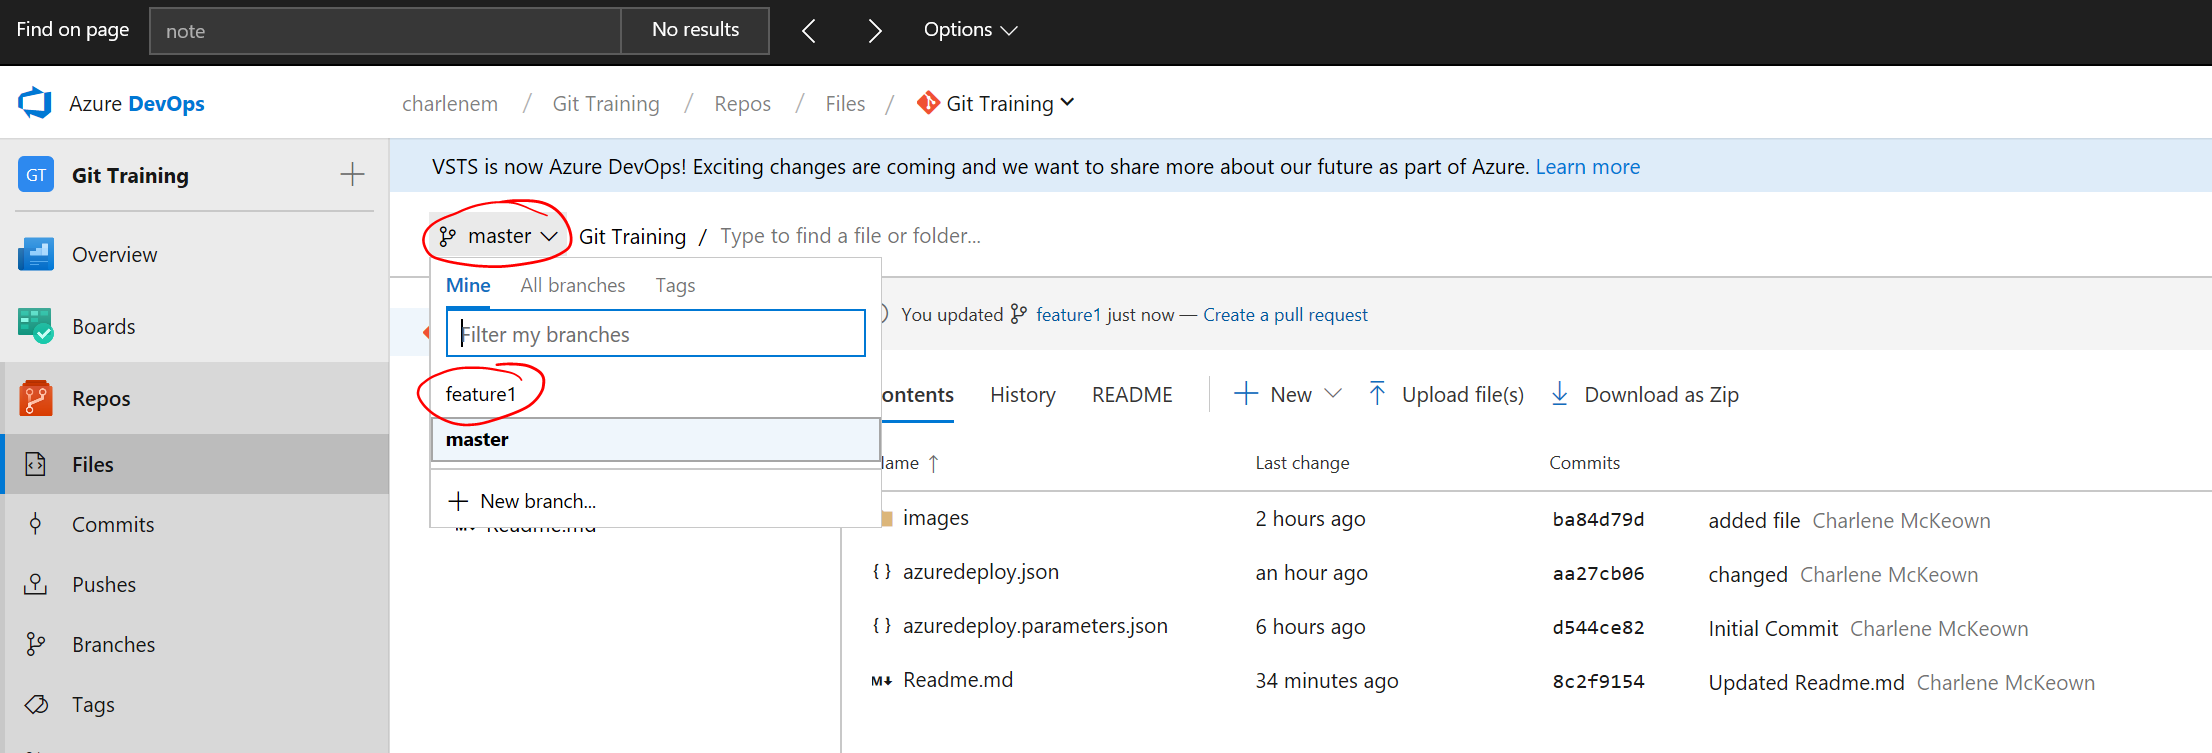 Find on page note No results Options
Azure DevOps charlenem / Git Training / Repos / Files / Git Training
GT Git Training
VSTS is now Azure DevOps! Exciting changes are coming and we want to share more about our future as part of Azure. Learn more
master Git Training / Type to find a file or folder...
Overview
Mine All branches Tags
You updated feature1 just now — Create a pull request
Boards
Filter my branches
feature1
ontents History README New Upload file(s) Download as Zip
Repos
master
ame Last change Commits
Files
New branch...
images 2 hours ago ba84d79d added file Charlene McKeown
Commits
Readme.md
{ } azuredeploy.json an hour ago aa27cb06 changed Charlene McKeown
Pushes
{ } azuredeploy.parameters.json 6 hours ago d544ce82 Initial Commit Charlene McKeown
Branches
M Readme.md 34 minutes ago 8c2f9154 Updated Readme.md Charlene McKeown
Tags